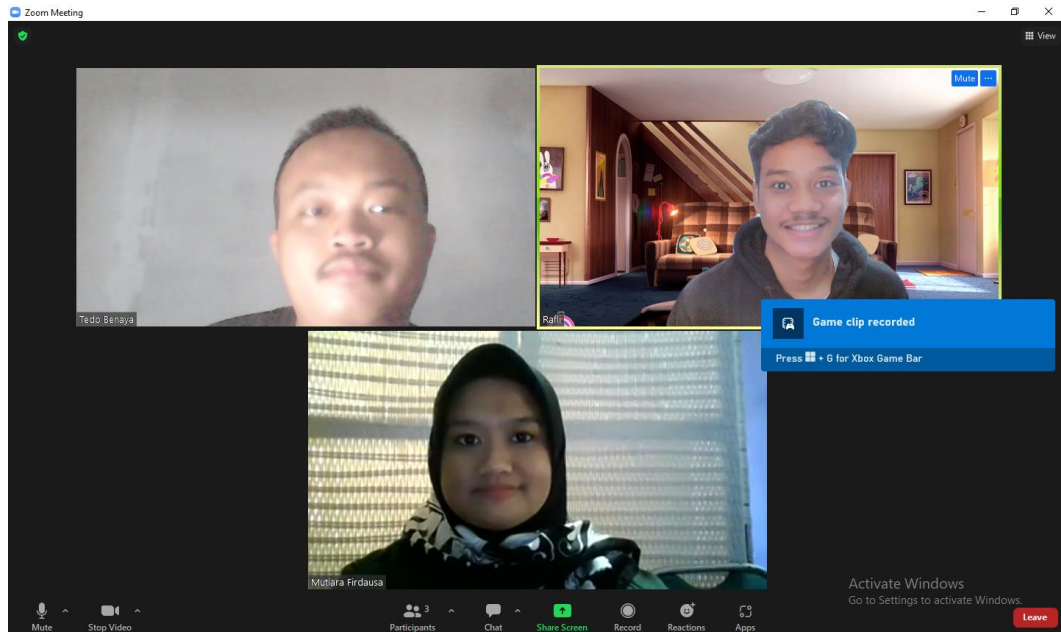 Zoom Meeting
View
Mute
Tedo Benaya
Rafli
Game clip recorded
Press + G for Xbox Game Bar
Mutiara Firdausa
Activate Windows
Go to Settings to activate Windows.
Mute
Stop Video
Participants
3
Chat
Share Screen
Record
Reactions
Apps
Leave